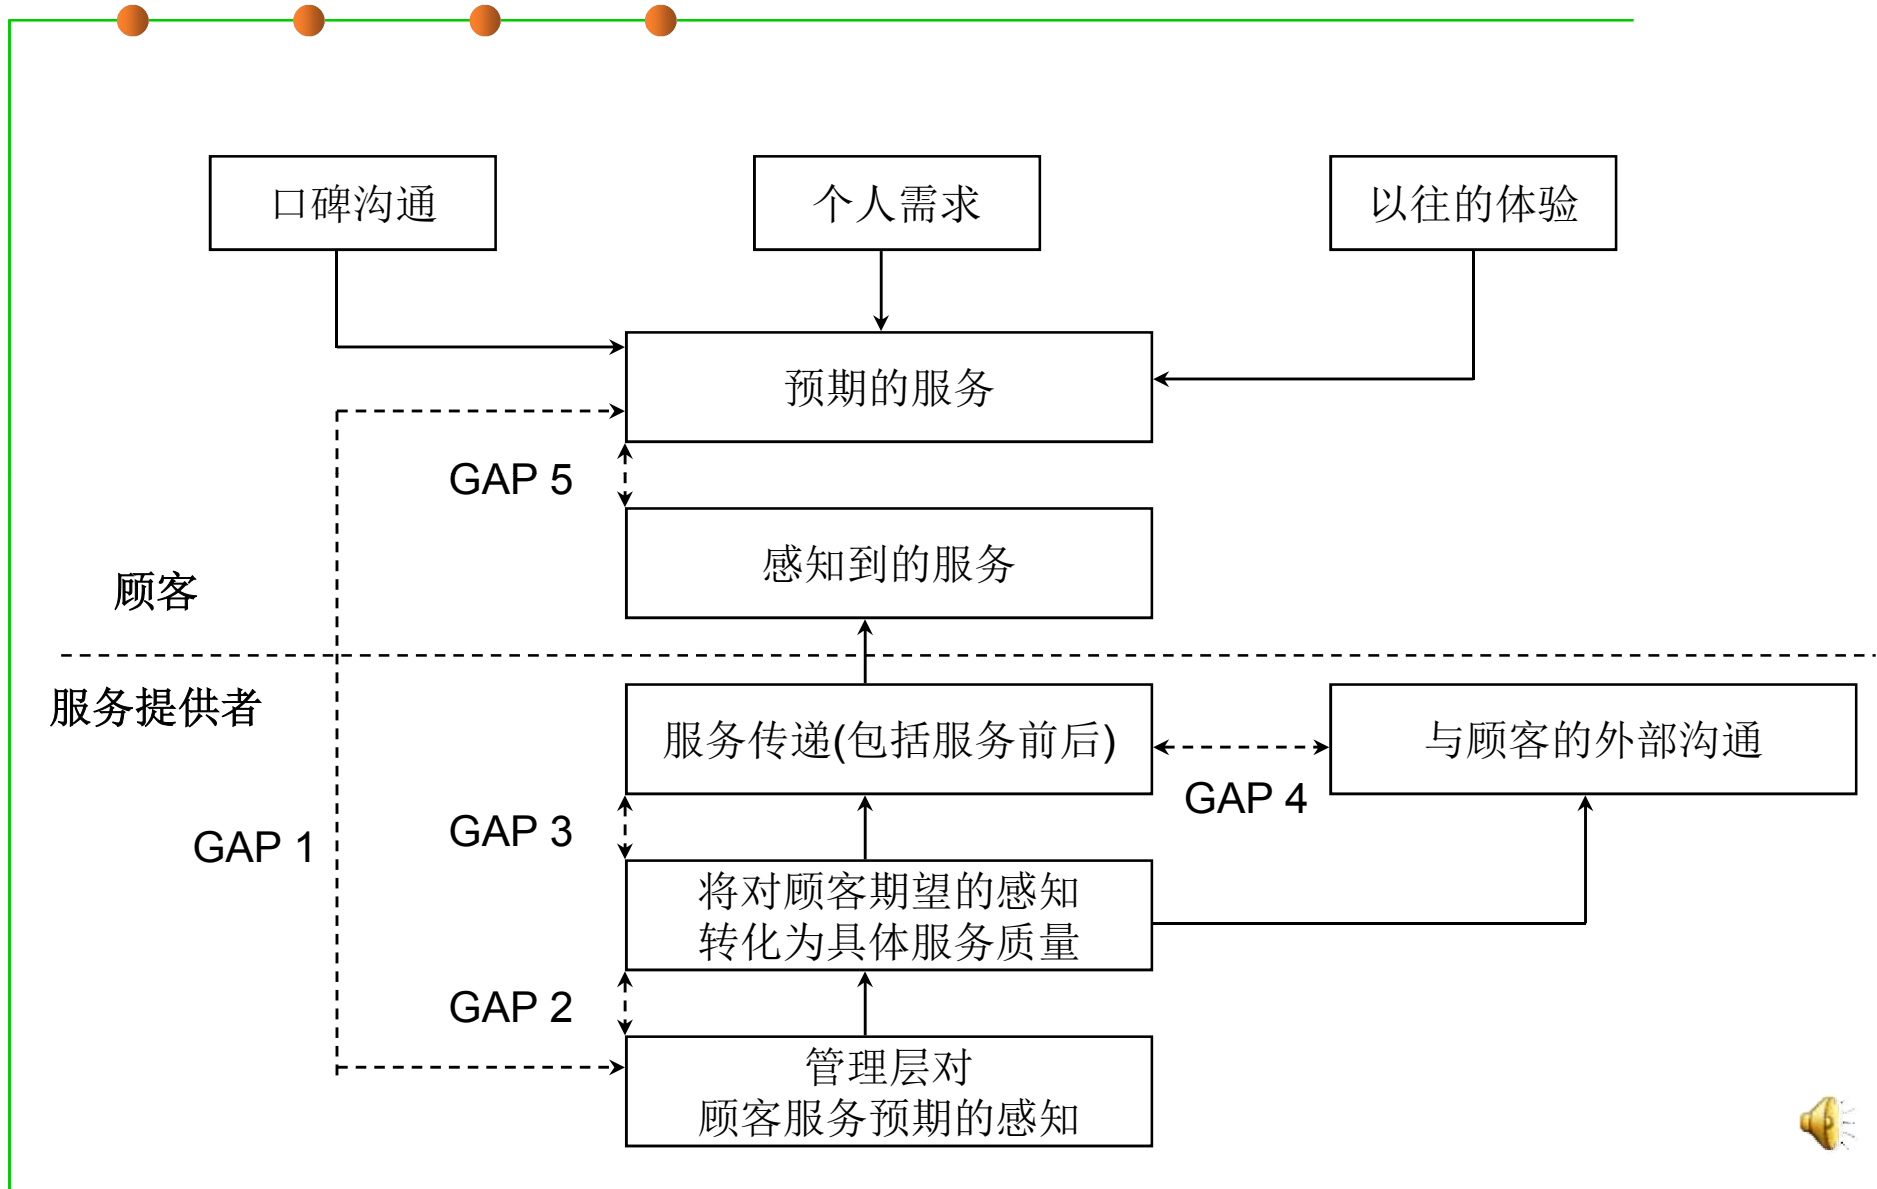 口碑沟通
个人需求
以往的体验
预期的服务
GAP 5
感知到的服务
顾客
服务提供者
服务传递(包括服务前后)
与顾客的外部沟通
GAP 4
GAP 3
GAP 1
将对顾客期望的感知
转化为具体服务质量
GAP 2
管理层对
顾客服务预期的感知